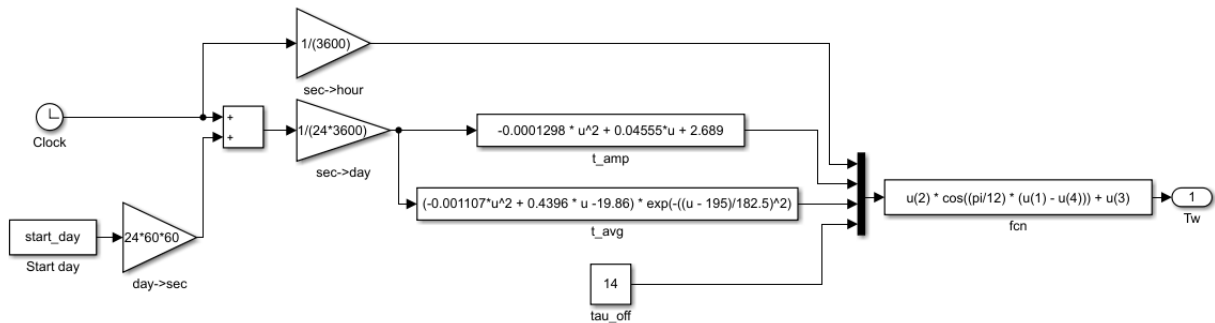 1/(3600)
sec->hour
Clock
+
+
1/(24*3600)
sec->day
-0.0001298 * u^2 + 0.04555*u + 2.689
t_amp
(-0.001107*u^2 + 0.4396 * u -19.86) * exp(-((u - 195)/182.5)^2)
t_avg
u(2) * cos((pi/12) * (u(1) - u(4))) + u(3)
fcn
1
Tw
start_day
Start day
24*60*60
day->sec
14
tau_off